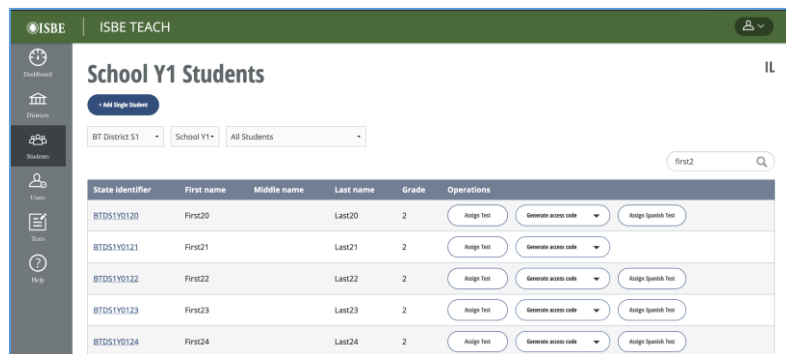 ISBE ISBE TEACH
Dashboard
Districts
Students
Users
Tests
Help
School Y1 Students
IL
+ Add Single Student
BT District S1 School Y1 All Students
first2
State identifier First name Middle name Last name Grade Operations
BTDS1Y0120 First20 Last20 2 Assign Test Generate access code Assign Spanish Test
BTDS1Y0121 First21 Last21 2 Assign Test Generate access code
BTDS1Y0122 First22 Last22 2 Assign Test Generate access code Assign Spanish Test
BTDS1Y0123 First23 Last23 2 Assign Test Generate access code Assign Spanish Test
BTDS1Y0124 First24 Last24 2 Assign Test Generate access code Assign Spanish Test